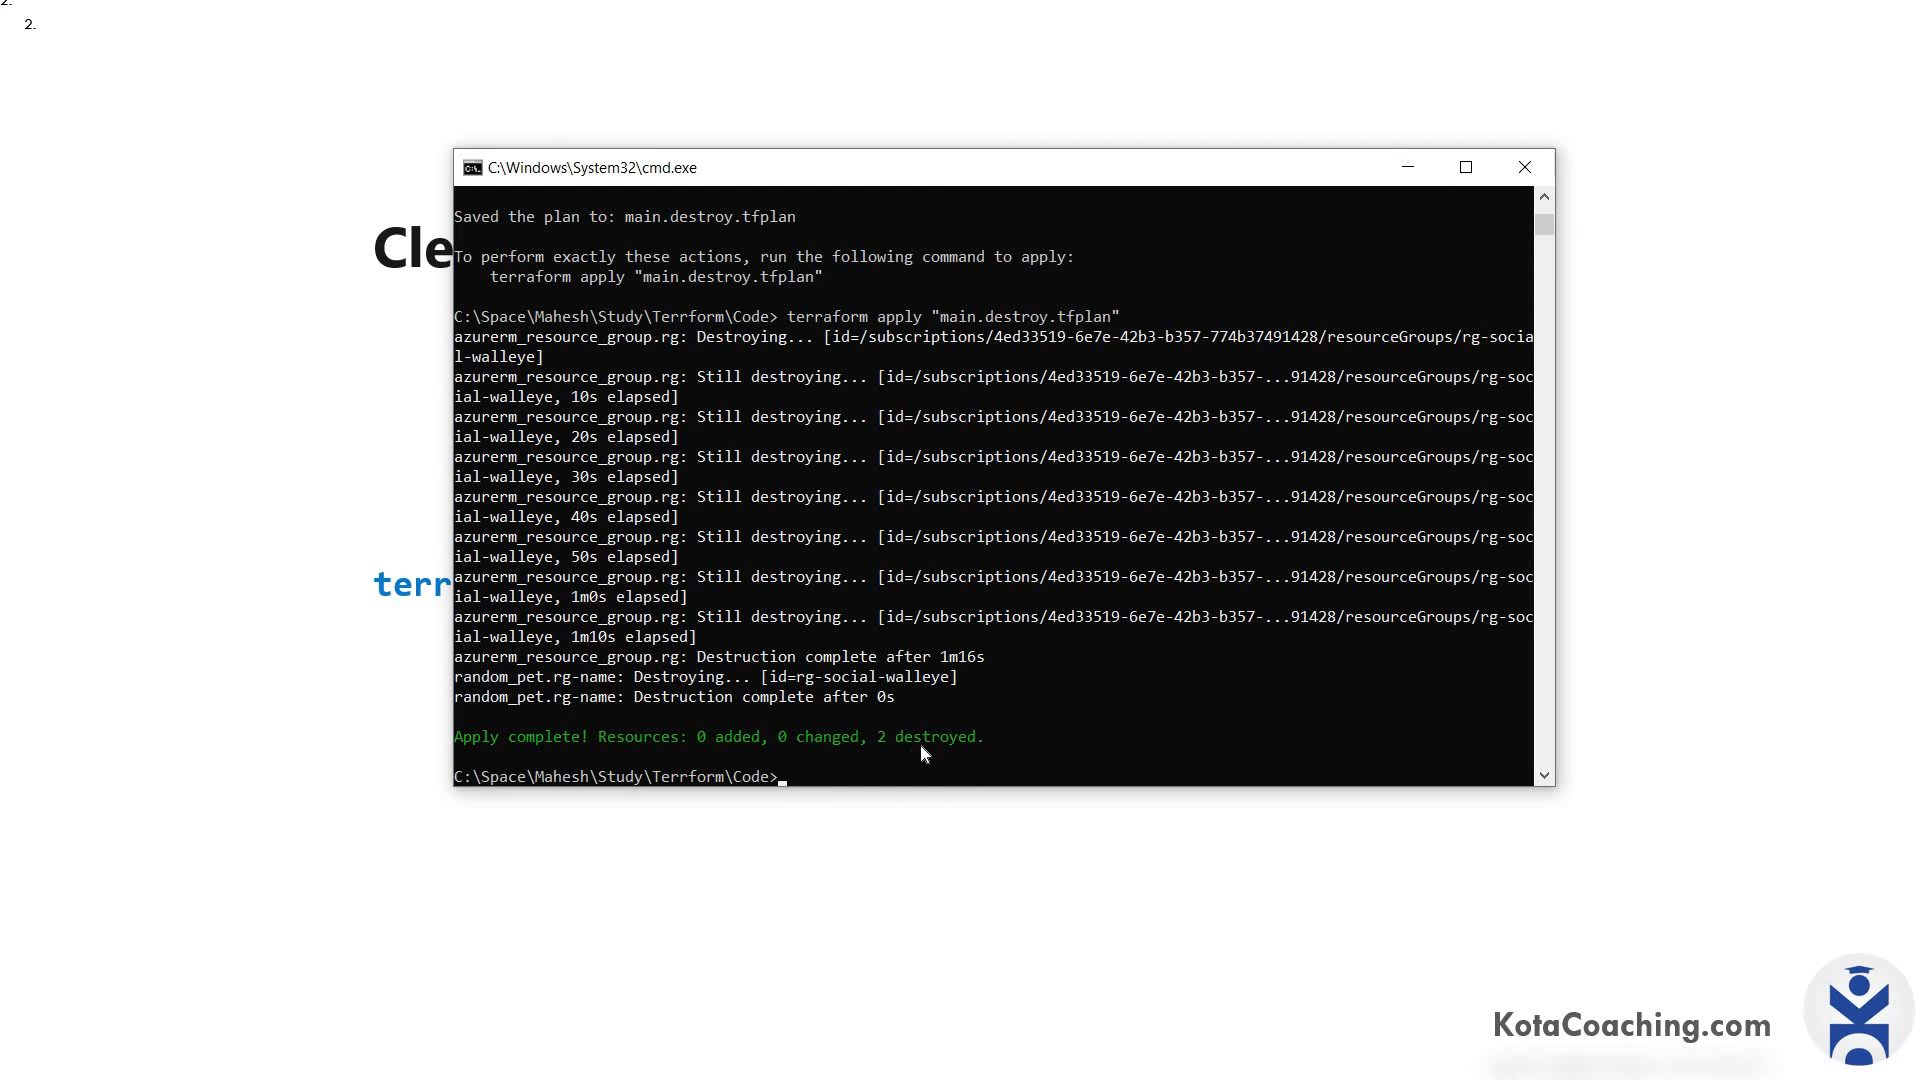 2.
2.
C:\Windows\System32\cmd.exe
Cle
Saved the plan to: main.destroy.tfplan
To perform exactly these actions, run the following command to apply:
terraform apply "main.destroy.tfplan"
C:\Space\Mahesh\Study\Terrform\Code> terraform apply "main.destroy.tfplan"
azurerm_resource_group.rg: Destroying... [id=/subscriptions/4ed33519-6e7e-42b3-b357-774b37491428/resourceGroups/rg-socia
l-walleye]
azurerm_resource_group.rg: Still destroying... [id=/subscriptions/4ed33519-6e7e-42b3-b357-...91428/resourceGroups/rg-soc
ial-walleye, 10s elapsed]
azurerm_resource_group.rg: Still destroying... [id=/subscriptions/4ed33519-6e7e-42b3-b357-...91428/resourceGroups/rg-soc
ial-walleye, 20s elapsed]
azurerm_resource_group.rg: Still destroying... [id=/subscriptions/4ed33519-6e7e-42b3-b357-...91428/resourceGroups/rg-soc
ial-walleye, 30s elapsed]
azurerm_resource_group.rg: Still destroying... [id=/subscriptions/4ed33519-6e7e-42b3-b357-...91428/resourceGroups/rg-soc
ial-walleye, 40s elapsed]
azurerm_resource_group.rg: Still destroying... [id=/subscriptions/4ed33519-6e7e-42b3-b357-...91428/resourceGroups/rg-soc
ial-walleye, 50s elapsed]
terr
azurerm_resource_group.rg: Still destroying... [id=/subscriptions/4ed33519-6e7e-42b3-b357-...91428/resourceGroups/rg-soc
ial-walleye, 1m0s elapsed]
azurerm_resource_group.rg: Still destroying... [id=/subscriptions/4ed33519-6e7e-42b3-b357-...91428/resourceGroups/rg-soc
ial-walleye, 1m10s elapsed]
azurerm_resource_group.rg: Destruction complete after 1m16s
random_pet.rg-name: Destroying... [id=rg-social-walleye]
random_pet.rg-name: Destruction complete after 0s
Apply complete! Resources: 0 added, 0 changed, 2 destroyed.
C:\Space\Mahesh\Study\Terrform\Code>
KotaCoaching.com